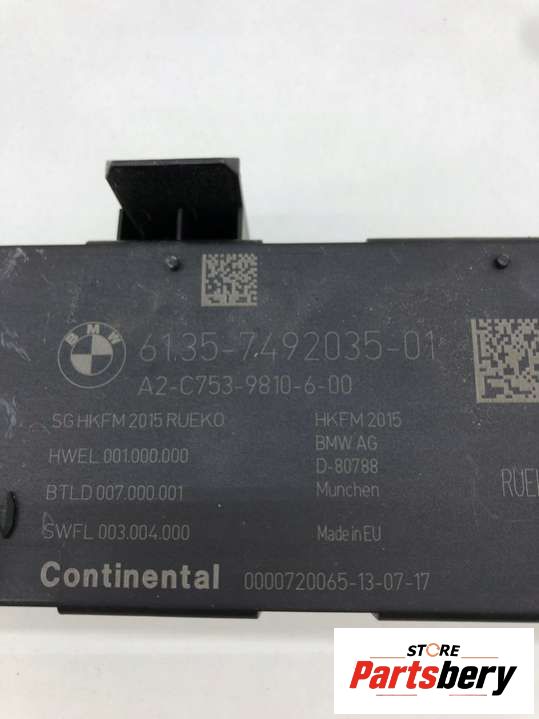 BMW
6135-7492035-01
A2-C753-9810-6-00
SG HKFM 2015 RUEKO
HWEL 001.000.000
BTLD 007.000.001
SWFL 003.004.000
HKFM 2015
BMW AG
D-80788
Munchen
Made in EU
Continental 0000720065-13-07-17
STORE
Partsbery